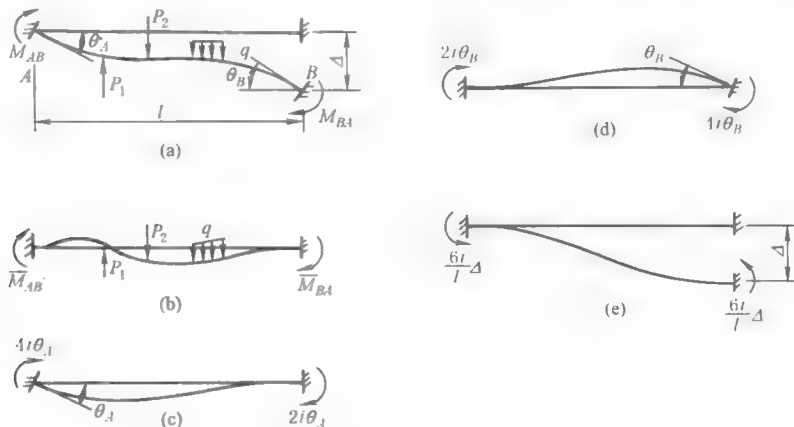 M_AB
A
θ_A
P_1
P_2
q
θ_B
B
M_BA
Δ
l
(a)
P_2
q
M̅_AB
P_1
M̅_BA
(b)
4iθ_A
θ_A
2iθ_A
(c)
2iθ_B
θ_B
4iθ_B
(d)
6i/l Δ
Δ
6i/l Δ
(e)